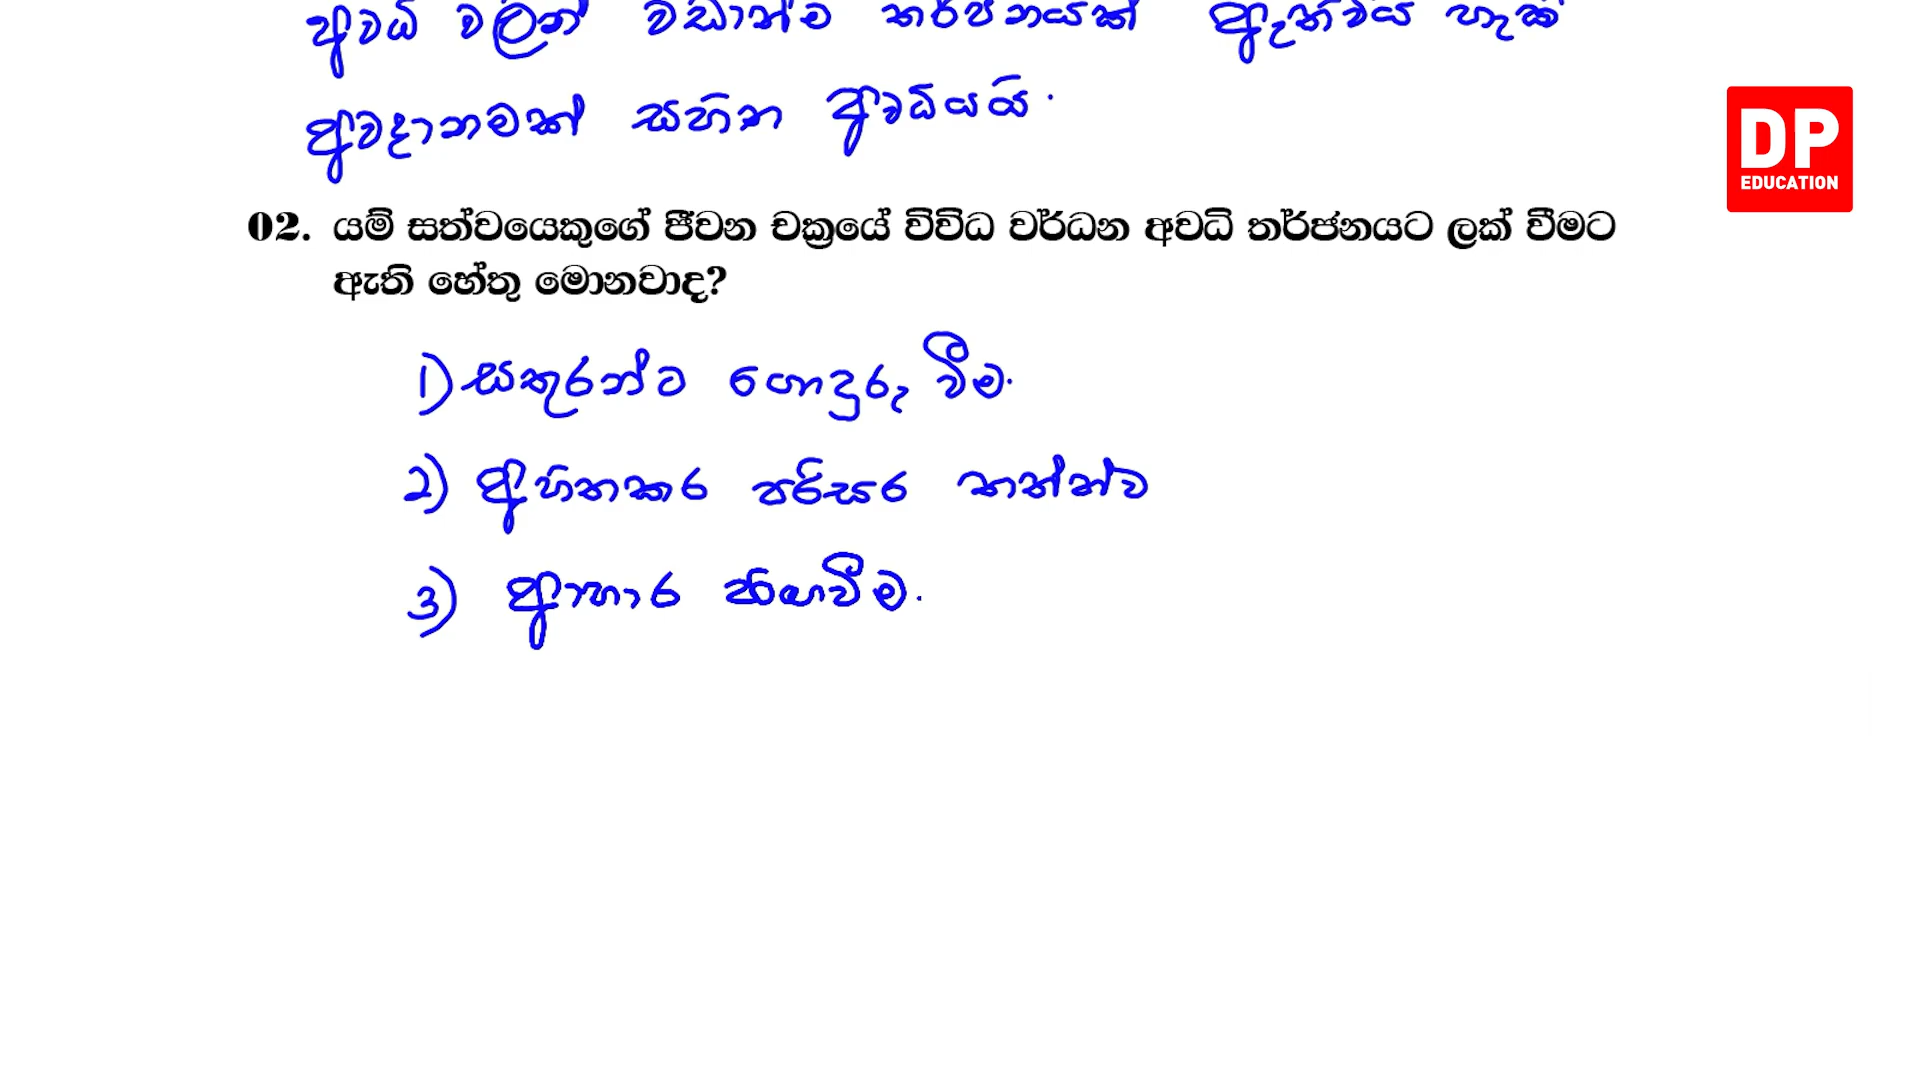 අවධි වලින් වඩාත්ම තර්ජනයක් ඇතිවිය හැකි
අවදානමක් සහිත අවධියයි.
DP
EDUCATION
02. යම් සත්වයෙකුගේ ජීවන චක්‍රයේ විවිධ වර්ධන අවධි තර්ජනයට ලක් වීමට
ඇති හේතු මොනවාද?
1) සතුරන්ට ගොදුරු වීම.
2) අහිතකර පරිසර තත්ත්ව
3) ආහාර හිඟවීම.